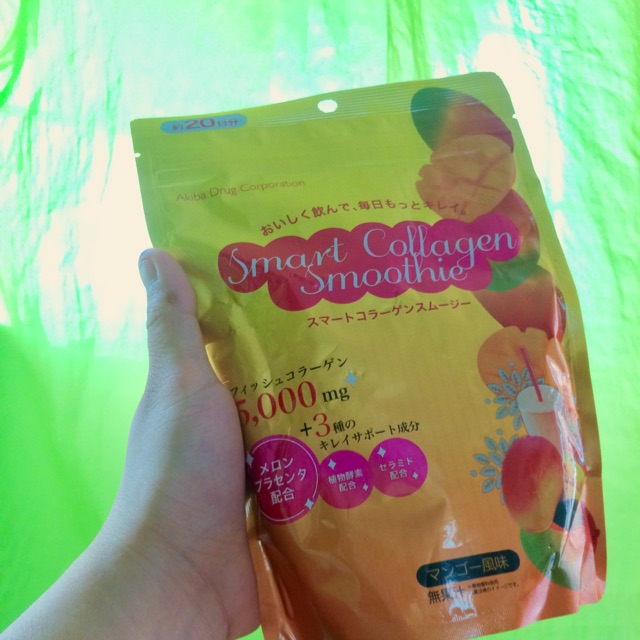 約20日分
Akiba Drug Corporation
おいしく飲んで、毎日もっとキレイ。
Smart Collagen
Smoothie
スマートコラーゲンスムージー
フィッシュコラーゲン
5,000 mg
+3種の
キレイサポート成分
メロン
プラセンタ
配合
植物酵素
配合
セラミド
配合
マンゴー風味